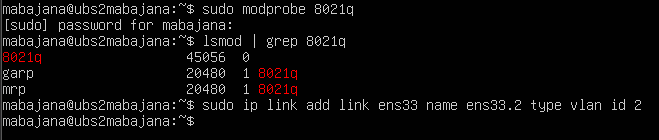 mabajana@ubs2mabajana:~$ sudo modprobe 8021q
[sudo] password for mabajana:
mabajana@ubs2mabajana:~$ lsmod | grep 8021q
8021q 45056 0
garp 20480 1 8021q
mrp 20480 1 8021q
mabajana@ubs2mabajana:~$ sudo ip link add link ens33 name ens33.2 type vlan id 2
mabajana@ubs2mabajana:~$